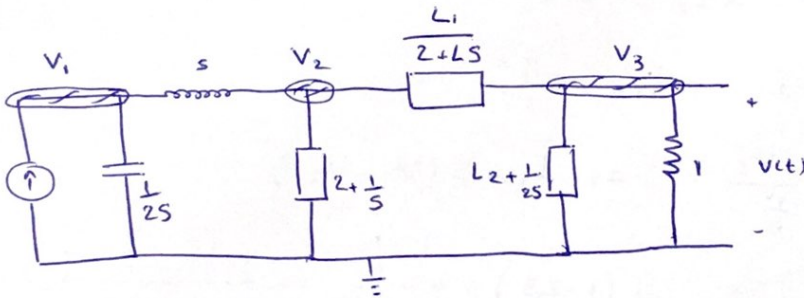 V₁
s
V₂
L₁
2+LS
V₃
+
↑
1
2S
2+1/S
L2+1/2S
1
V(t)
-